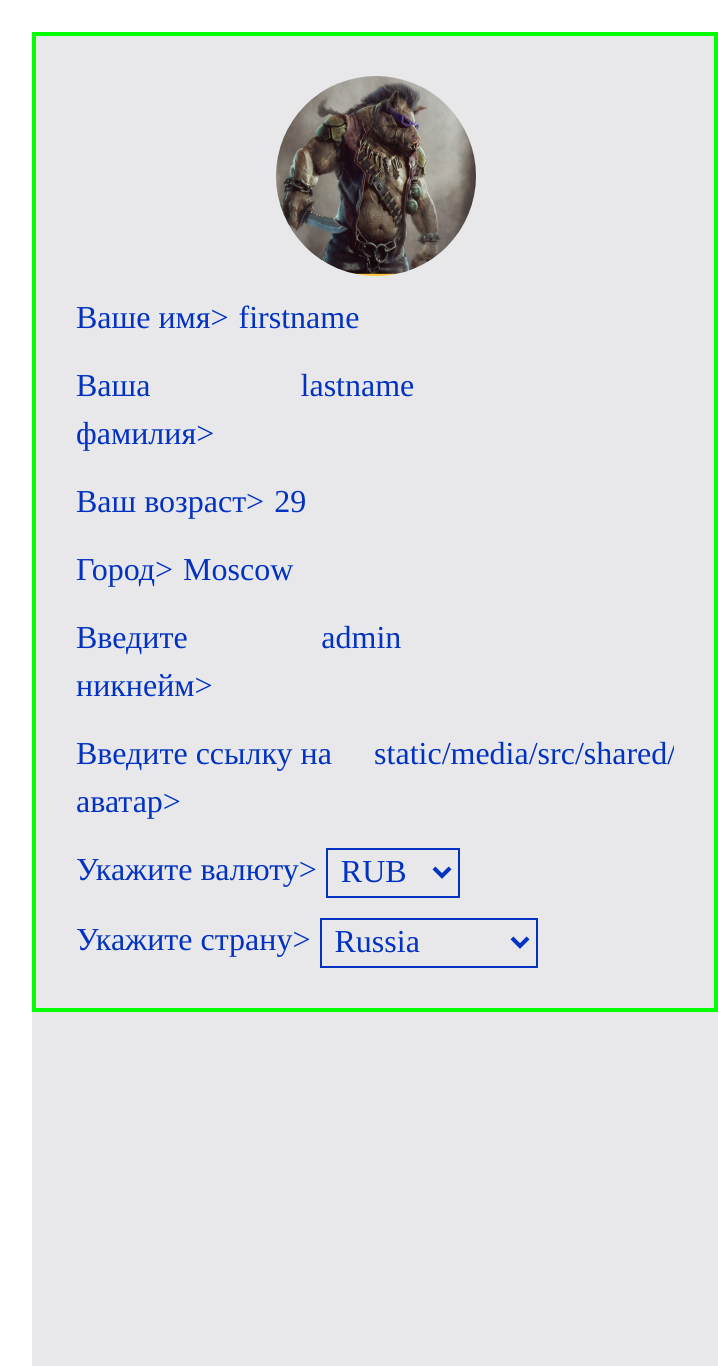 Ваше имя> firstname
Ваша lastname
фамилия>
Ваш возраст> 29
Город> Moscow
Введите admin
никнейм>
Введите ссылку на static/media/src/shared/
аватар>
Укажите валюту> RUB
Укажите страну> Russia